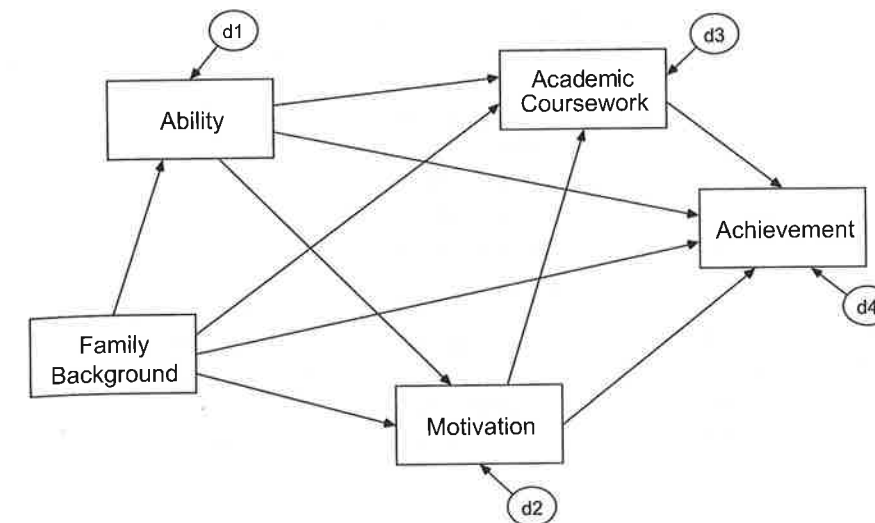 d1
d3
Academic
Coursework
Ability
Achievement
d4
Family
Background
Motivation
d2